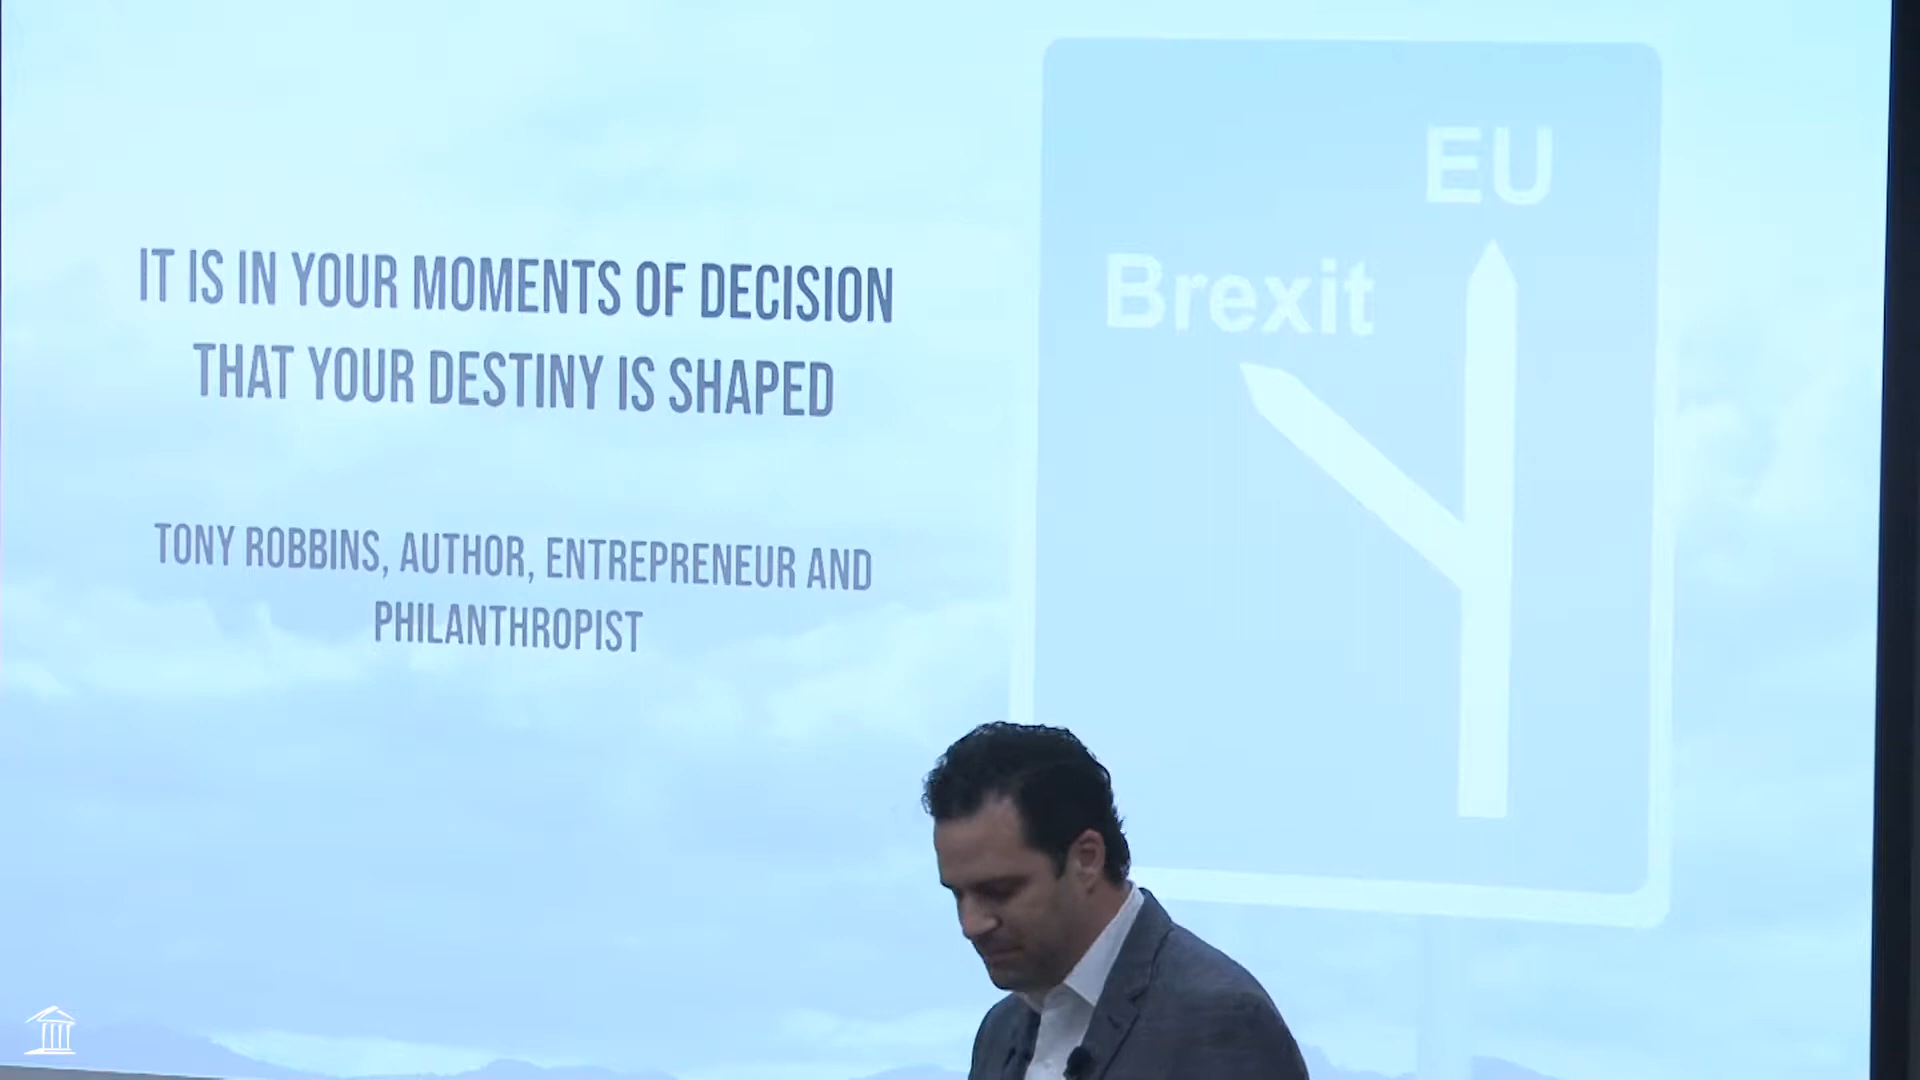 IT IS IN YOUR MOMENTS OF DECISION
THAT YOUR DESTINY IS SHAPED
TONY ROBBINS, AUTHOR, ENTREPRENEUR AND
PHILANTHROPIST
EU
Brexit